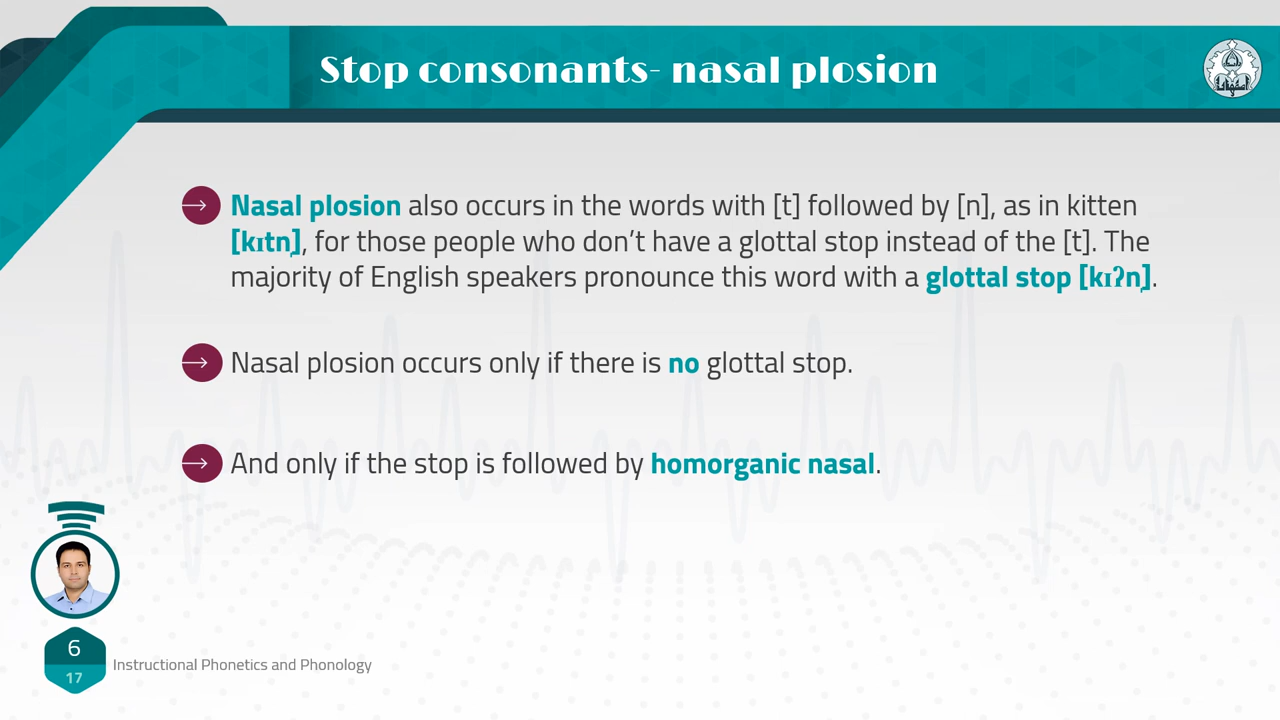 Stop consonants- nasal plosion
Nasal plosion also occurs in the words with [t] followed by [n], as in kitten
[kɪtn̩], for those people who don’t have a glottal stop instead of the [t]. The
majority of English speakers pronounce this word with a glottal stop [kɪʔn̩].
Nasal plosion occurs only if there is no glottal stop.
And only if the stop is followed by homorganic nasal.
6
17
Instructional Phonetics and Phonology